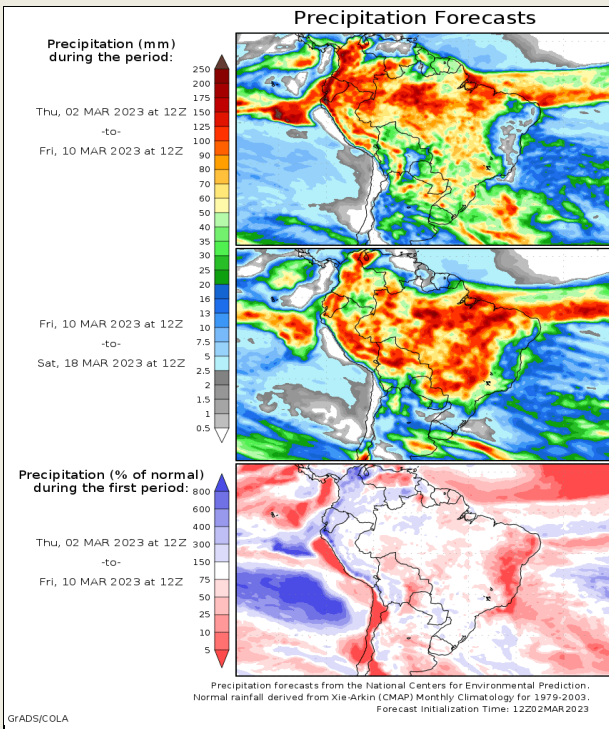 Precipitation Forecasts
Precipitation (mm)
during the period:
Thu, 02 MAR 2023 at 12Z
-to-
Fri, 10 MAR 2023 at 12Z
250
200
175
150
125
100
90
80
70
60
50
40
35
30
25
20
16
13
10
7.5
5
2.5
2
1.5
1
0.5
Fri, 10 MAR 2023 at 12Z
-to-
Sat, 18 MAR 2023 at 12Z
Precipitation (% of normal)
during the first period:
Thu, 02 MAR 2023 at 12Z
-to-
Fri, 10 MAR 2023 at 12Z
800
600
400
300
150
75
50
25
10
5
Precipitation forecasts from the National Centers for Environmental Prediction.
Normal rainfall derived from Xie-Arkin (CMAP) Monthly Climatology for 1979-2003.
Forecast Initialization Time: 12Z02MAR2023
GrADS/COLA